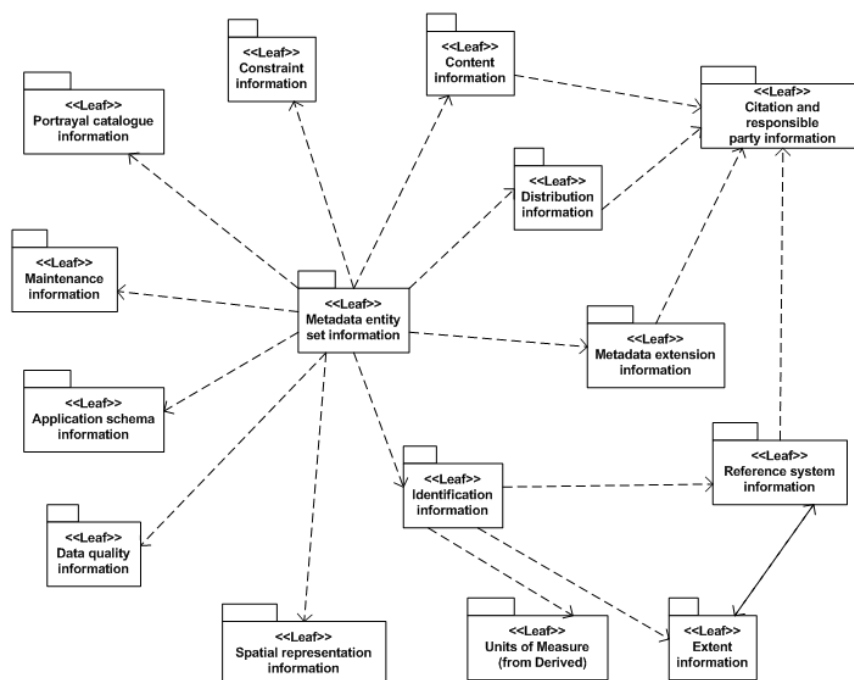 <<Leaf>>
Constraint
information
<<Leaf>>
Content
information
<<Leaf>>
Citation and
responsible
party information
<<Leaf>>
Portrayal catalogue
information
<<Leaf>>
Distribution
information
<<Leaf>>
Maintenance
information
<<Leaf>>
Metadata entity
set information
<<Leaf>>
Metadata extension
information
<<Leaf>>
Application schema
information
<<Leaf>>
Reference system
information
<<Leaf>>
Identification
information
<<Leaf>>
Data quality
information
<<Leaf>>
Spatial representation
information
<<Leaf>>
Units of Measure
(from Derived)
<<Leaf>>
Extent
information